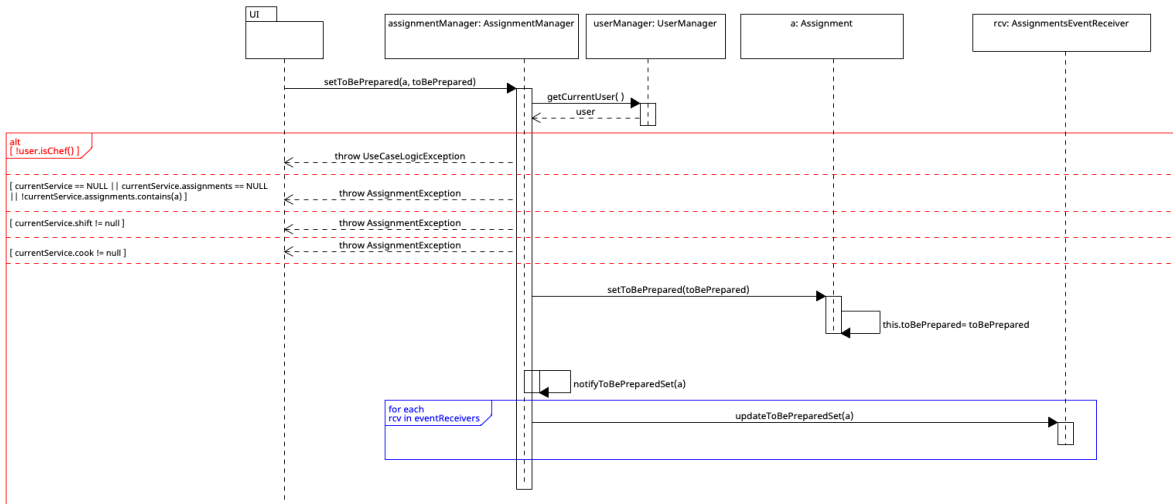 UI
assignmentManager: AssignmentManager
userManager: UserManager
a: Assignment
rcv: AssignmentsEventReceiver
setToBePrepared(a, toBePrepared)
getCurrentUser( )
user
alt
[ !user.isChef() ]
throw UseCaseLogicException
[ currentService == NULL || currentService.assignments == NULL
|| !currentService.assignments.contains(a) ]
throw AssignmentException
[ currentService.shift != null ]
throw AssignmentException
throw AssignmentException
[ currentService.cook != null ]
setToBePrepared(toBePrepared)
this.toBePrepared= toBePrepared
notifyToBePreparedSet(a)
for each
rcv in eventReceivers
updateToBePreparedSet(a)